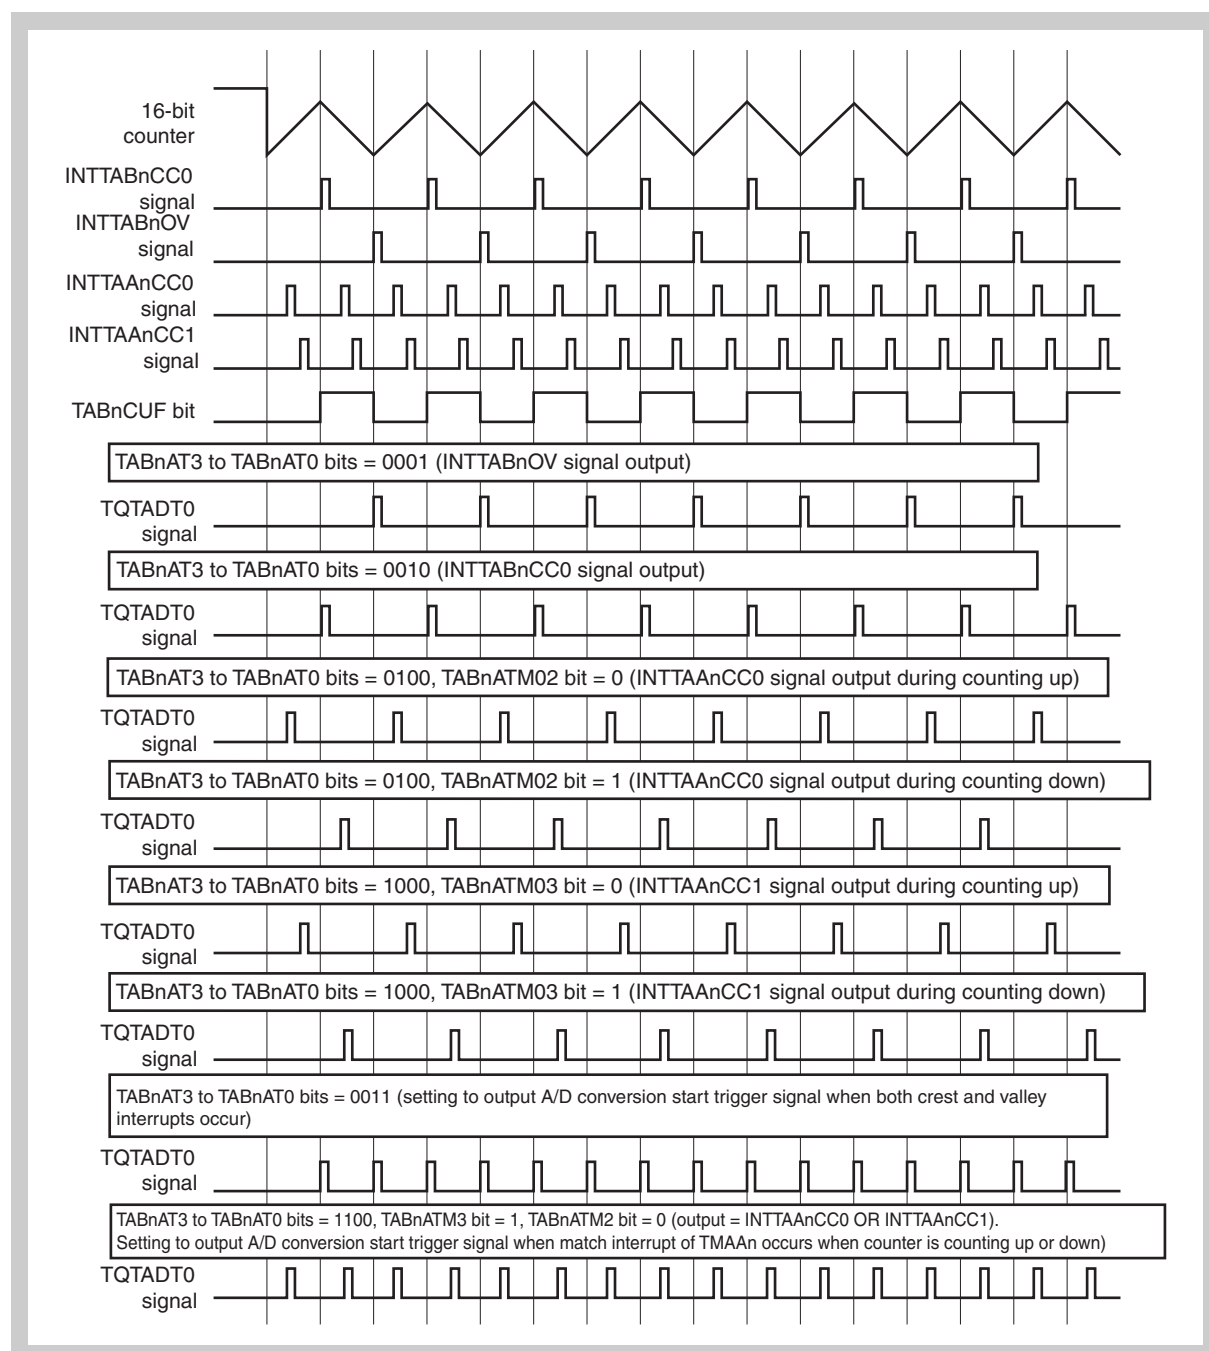 16-bit
counter
INTTABnCC0
signal
INTTABnOV
signal
INTTAAnCC0
signal
INTTAAnCC1
signal
TABnCUF bit
TABnAT3 to TABnAT0 bits = 0001 (INTTABnOV signal output)
TQTADT0
signal
TABnAT3 to TABnAT0 bits = 0010 (INTTABnCC0 signal output)
TQTADT0
signal
TABnAT3 to TABnAT0 bits = 0100, TABnATM02 bit = 0 (INTTAAnCC0 signal output during counting up)
TQTADT0
signal
TABnAT3 to TABnAT0 bits = 0100, TABnATM02 bit = 1 (INTTAAnCC0 signal output during counting down)
TQTADT0
signal
TABnAT3 to TABnAT0 bits = 1000, TABnATM03 bit = 0 (INTTAAnCC1 signal output during counting up)
TQTADT0
signal
TABnAT3 to TABnAT0 bits = 1000, TABnATM03 bit = 1 (INTTAAnCC1 signal output during counting down)
TQTADT0
signal
TABnAT3 to TABnAT0 bits = 0011 (setting to output A/D conversion start trigger signal when both crest and valley
interrupts occur)
TQTADT0
signal
TABnAT3 to TABnAT0 bits = 1100, TABnATM3 bit = 1, TABnATM2 bit = 0 (output = INTTAAnCC0 OR INTTAAnCC1).
Setting to output A/D conversion start trigger signal when match interrupt of TMAAn occurs when counter is counting up or down)
TQTADT0
signal